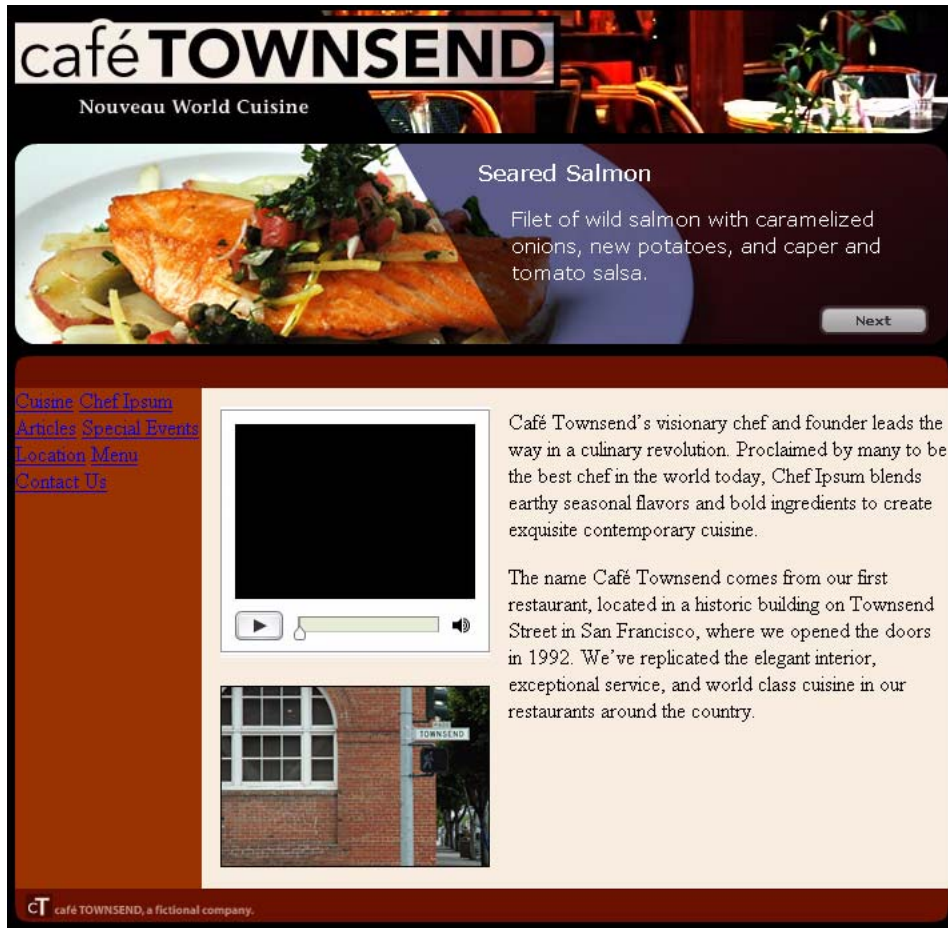 café TOWNSEND
Nouveau World Cuisine
Seared Salmon
Filet of wild salmon with caramelized
onions, new potatoes, and caper and
tomato salsa.
Next
Cuisine Chef Ipsum
Articles Special Events
Location Menu
Contact Us
Café Townsend’s visionary chef and founder leads the
way in a culinary revolution. Proclaimed by many to be
the best chef in the world today, Chef Ipsum blends
earthy seasonal flavors and bold ingredients to create
exquisite contemporary cuisine.
The name Café Townsend comes from our first
restaurant, located in a historic building on Townsend
Street in San Francisco, where we opened the doors
in 1992. We’ve replicated the elegant interior,
exceptional service, and world class cuisine in our
restaurants around the country.
TOWNSEND
cT café TOWNSEND, a fictional company.